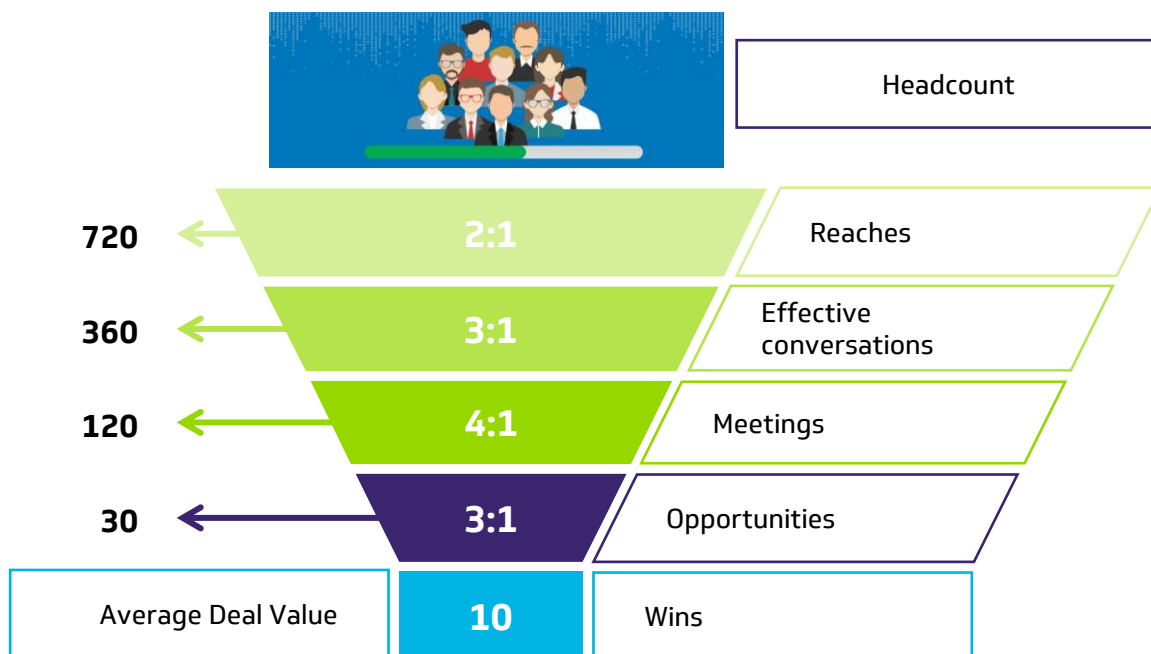 Headcount
720
2:1
Reaches
360
3:1
Effective
conversations
120
4:1
Meetings
30
3:1
Opportunities
Average Deal Value
10
Wins